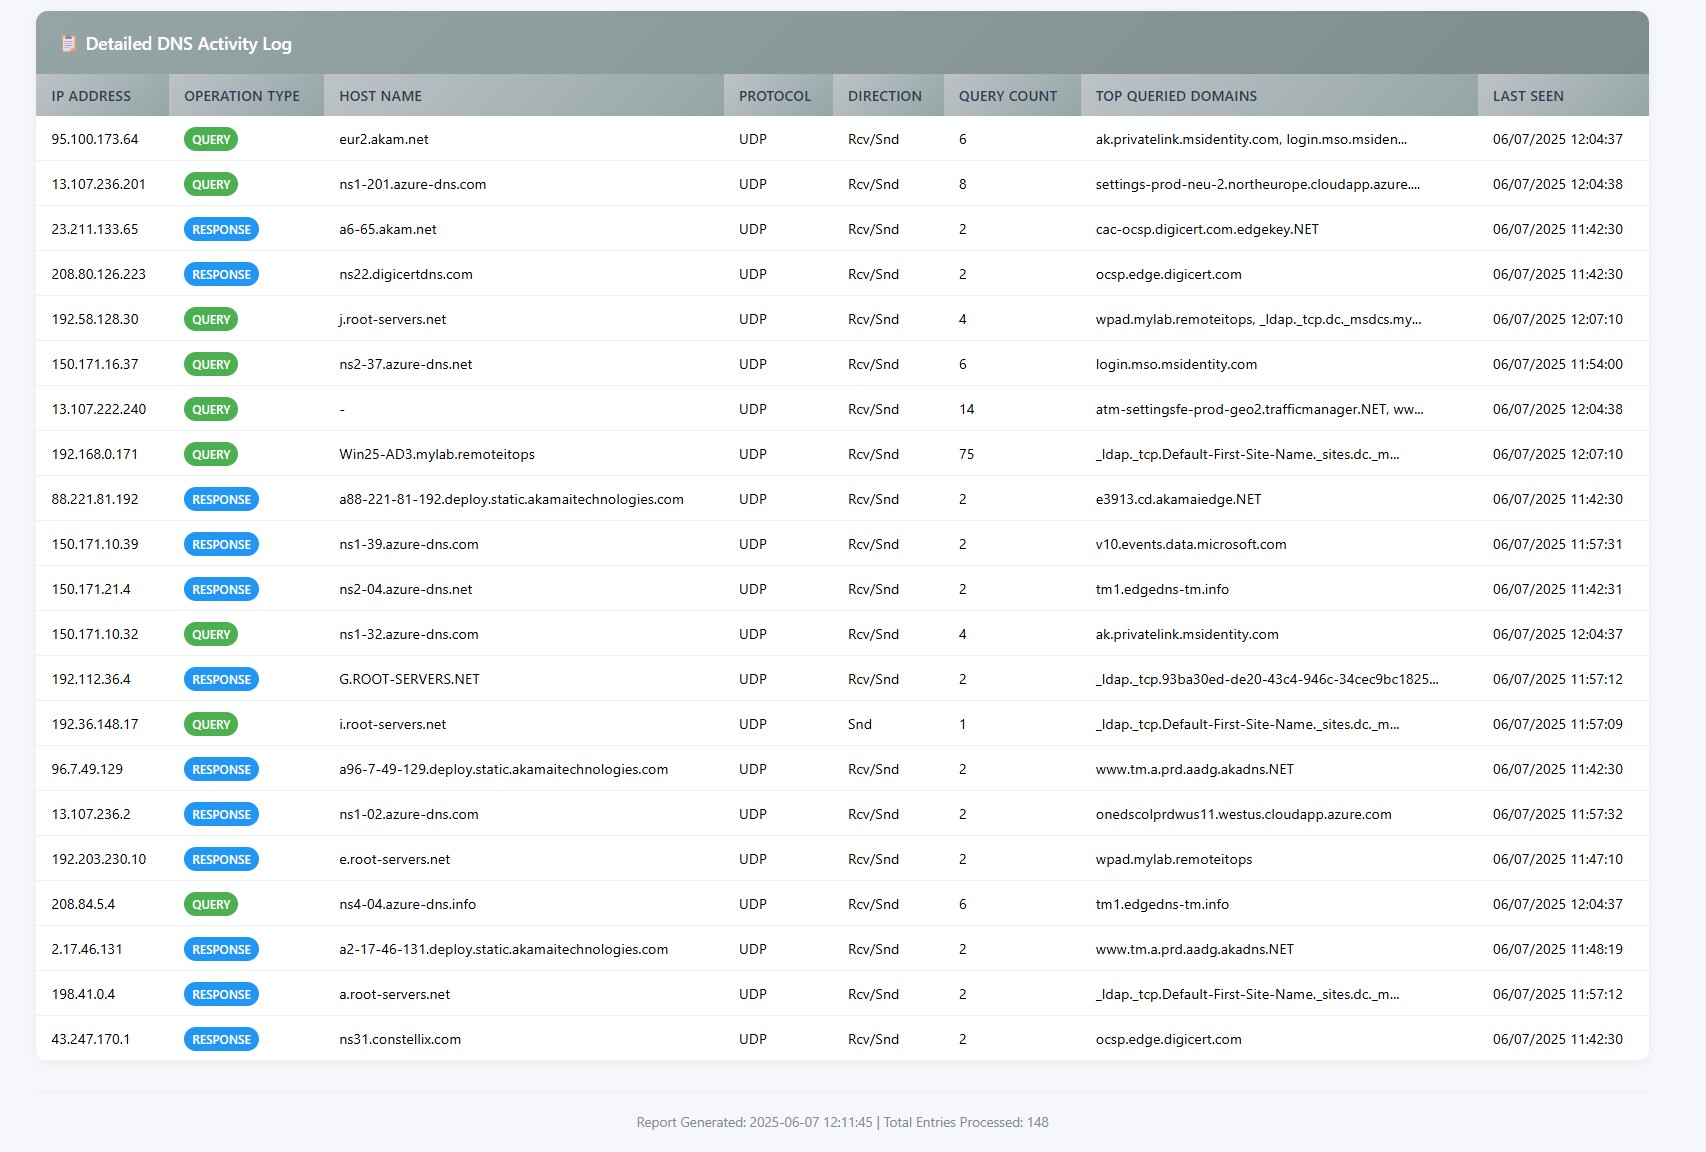 Detailed DNS Activity Log
IP ADDRESS OPERATION TYPE HOST NAME PROTOCOL DIRECTION QUERY COUNT TOP QUERIED DOMAINS LAST SEEN
95.100.173.64 QUERY eur2.akam.net UDP Rcv/Snd 6 ak.privatelink.msidentity.com, login.mso.msiden... 06/07/2025 12:04:37
13.107.236.201 QUERY ns1-201.azure-dns.com UDP Rcv/Snd 8 settings-prod-neu-2.northeurope.cloudapp.azure.... 06/07/2025 12:04:38
23.211.133.65 RESPONSE a6-65.akam.net UDP Rcv/Snd 2 cac-ocsp.digicert.com.edgekey.NET 06/07/2025 11:42:30
208.80.126.223 RESPONSE ns22.digicertdns.com UDP Rcv/Snd 2 ocsp.edge.digicert.com 06/07/2025 11:42:30
192.58.128.30 QUERY j.root-servers.net UDP Rcv/Snd 4 wpad.mylab.remoteitops, _ldap._tcp.dc._msdcs.my... 06/07/2025 12:07:10
150.171.16.37 QUERY ns2-37.azure-dns.net UDP Rcv/Snd 6 login.mso.msidentity.com 06/07/2025 11:54:00
13.107.222.240 QUERY - UDP Rcv/Snd 14 atm-settingsfe-prod-geo2.trafficmanager.NET, ww... 06/07/2025 12:04:38
192.168.0.171 QUERY Win25-AD3.mylab.remoteitops UDP Rcv/Snd 75 _ldap._tcp.Default-First-Site-Name._sites.dc._m... 06/07/2025 12:07:10
88.221.81.192 RESPONSE a88-221-81-192.deploy.static.akamaitechnologies.com UDP Rcv/Snd 2 e3913.cd.akamaiedge.NET 06/07/2025 11:42:30
150.171.10.39 RESPONSE ns1-39.azure-dns.com UDP Rcv/Snd 2 v10.events.data.microsoft.com 06/07/2025 11:57:31
150.171.21.4 RESPONSE ns2-04.azure-dns.net UDP Rcv/Snd 2 tm1.edgedns-tm.info 06/07/2025 11:42:31
150.171.10.32 QUERY ns1-32.azure-dns.com UDP Rcv/Snd 4 ak.privatelink.msidentity.com 06/07/2025 12:04:37
192.112.36.4 RESPONSE G.ROOT-SERVERS.NET UDP Rcv/Snd 2 _ldap._tcp.93ba30ed-de20-43c4-946c-34cec9bc1825... 06/07/2025 11:57:12
192.36.148.17 QUERY i.root-servers.net UDP Snd 1 _ldap._tcp.Default-First-Site-Name._sites.dc._m... 06/07/2025 11:57:09
96.7.49.129 RESPONSE a96-7-49-129.deploy.static.akamaitechnologies.com UDP Rcv/Snd 2 www.tm.a.prd.aadg.akadns.NET 06/07/2025 11:42:30
13.107.236.2 RESPONSE ns1-02.azure-dns.com UDP Rcv/Snd 2 onedscolprdwus11.westus.cloudapp.azure.com 06/07/2025 11:57:32
192.203.230.10 RESPONSE e.root-servers.net UDP Rcv/Snd 2 wpad.mylab.remoteitops 06/07/2025 11:47:10
208.84.5.4 QUERY ns4-04.azure-dns.info UDP Rcv/Snd 6 tm1.edgedns-tm.info 06/07/2025 12:04:37
2.17.46.131 RESPONSE a2-17-46-131.deploy.static.akamaitechnologies.com UDP Rcv/Snd 2 www.tm.a.prd.aadg.akadns.NET 06/07/2025 11:48:19
198.41.0.4 RESPONSE a.root-servers.net UDP Rcv/Snd 2 _ldap._tcp.Default-First-Site-Name._sites.dc._m... 06/07/2025 11:57:12
43.247.170.1 RESPONSE ns31.constellix.com UDP Rcv/Snd 2 ocsp.edge.digicert.com 06/07/2025 11:42:30
Report Generated: 2025-06-07 12:11:45 | Total Entries Processed: 148